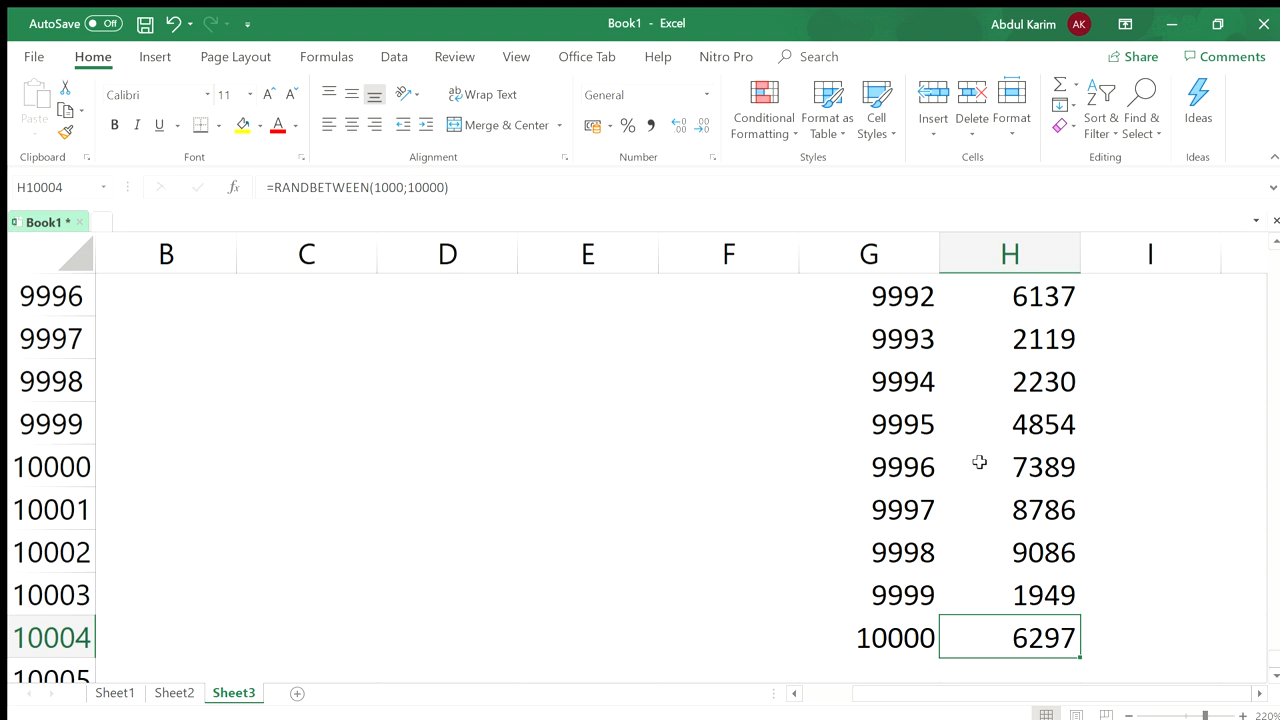 AutoSave Off Book1 - Excel Abdul Karim AK
File Home Insert Page Layout Formulas Data Review View Office Tab Help Nitro Pro Search Share Comments
Paste Calibri 11 A A Wrap Text General Conditional Formatting Format as Table Cell Styles Insert Delete Format Sort & Filter Find & Select Ideas
B I U A Merge & Center % , .00
Clipboard Font Alignment Number Styles Cells Editing Ideas
H10004 fx =RANDBETWEEN(1000;10000)
Book1 *
B C D E F G H I
9996 9992 6137
9997 9993 2119
9998 9994 2230
9999 9995 4854
10000 9996 7389
10001 9997 8786
10002 9998 9086
10003 9999 1949
10004 10000 6297
10005
Sheet1 Sheet2 Sheet3
220%